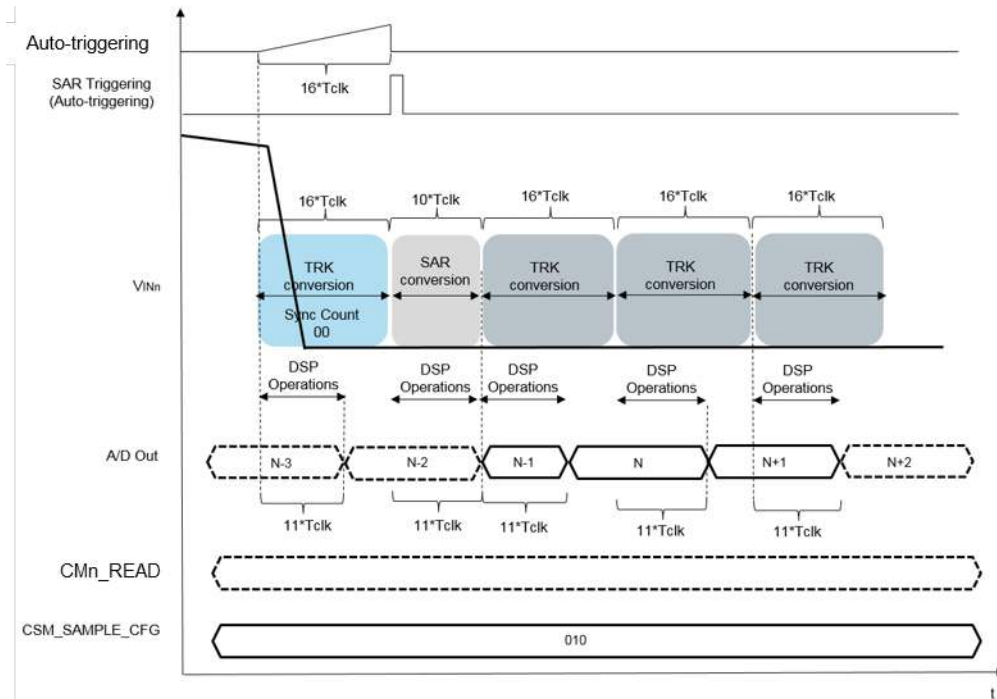 Auto-triggering
16*Tclk
SAR Triggering
(Auto-triggering)
16*Tclk
10*Tclk
16*Tclk
16*Tclk
16*Tclk
VINn
TRK
conversion
Sync Count
00
SAR
conversion
TRK
conversion
TRK
conversion
TRK
conversion
DSP
Operations
DSP
Operations
DSP
Operations
DSP
Operations
DSP
Operations
A/D Out
N-3
N-2
N-1
N
N+1
N+2
11*Tclk
11*Tclk
11*Tclk
11*Tclk
11*Tclk
CMn_READ
CSM_SAMPLE_CFG
010
t